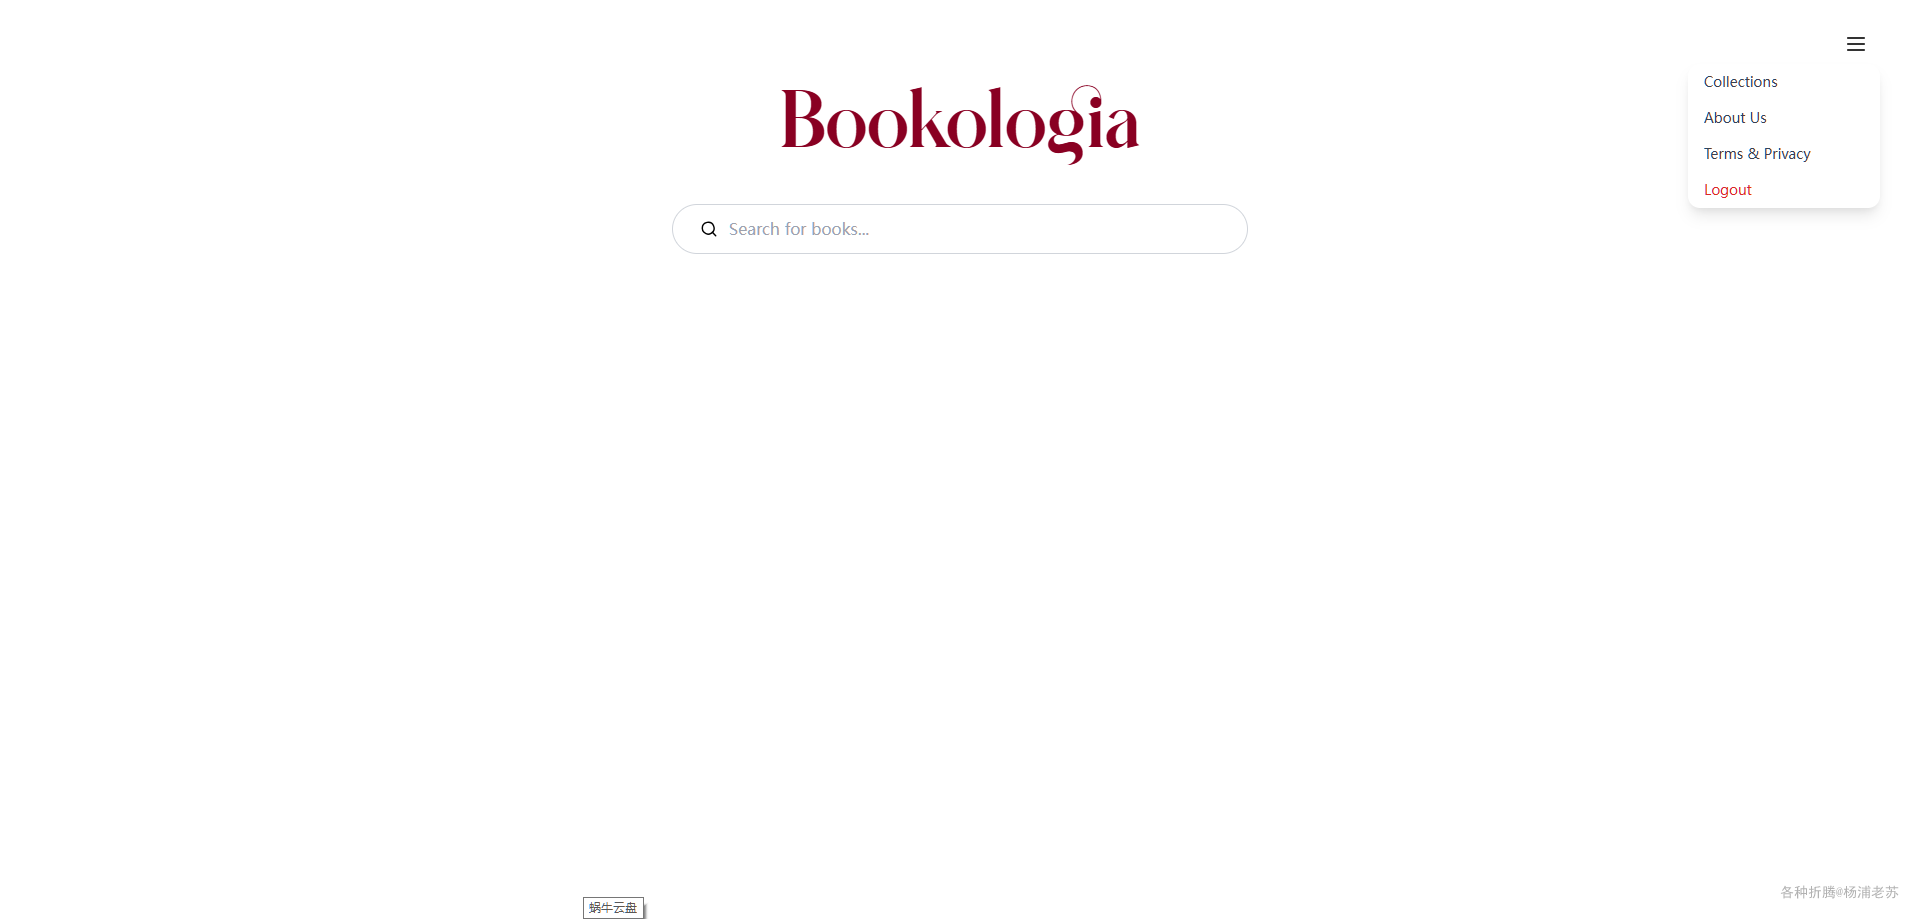 Bookologia
Search for books...
Collections
About Us
Terms & Privacy
Logout
蜗牛云盘
各种折腾@杨浦老苏